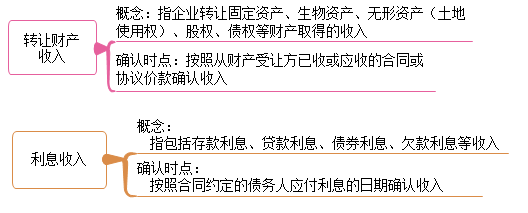 转让财产
收入
概念：指企业转让固定资产、生物资产、无形资产（土地
使用权）、股权、债权等财产取得的收入
确认时点：按照从财产受让方已收或应收的合同或
协议价款确认收入
利息收入
概念：
指包括存款利息、贷款利息、债券利息、欠款利息等收入
确认时点：
按照合同约定的债务人应付利息的日期确认收入